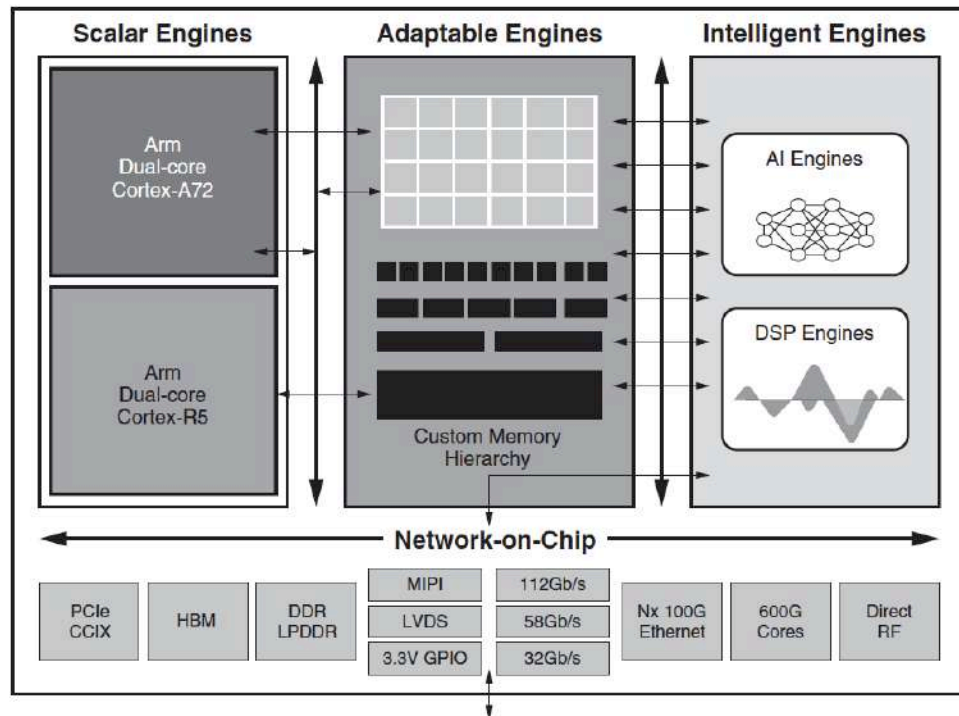 Scalar Engines
Adaptable Engines
Intelligent Engines
Arm
Dual-core
Cortex-A72
Arm
Dual-core
Cortex-R5
Custom Memory
Hierarchy
AI Engines
DSP Engines
Network-on-Chip
PCIe
CCIX
HBM
DDR
LPDDR
MIPI
LVDS
3.3V GPIO
112Gb/s
58Gb/s
32Gb/s
Nx 100G
Ethernet
600G
Cores
Direct
RF